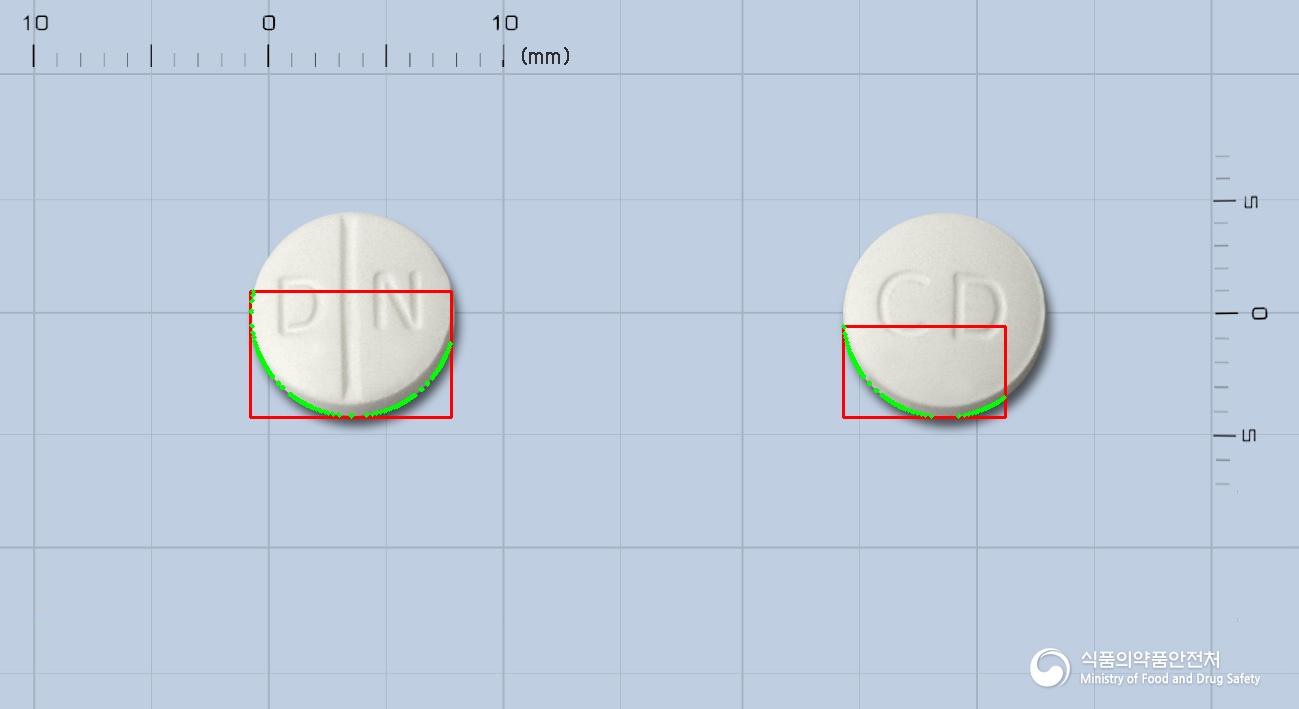 10 0 10
(mm)
5
D N
CD
0
5
식품의약품안전처
Ministry of Food and Drug Safety